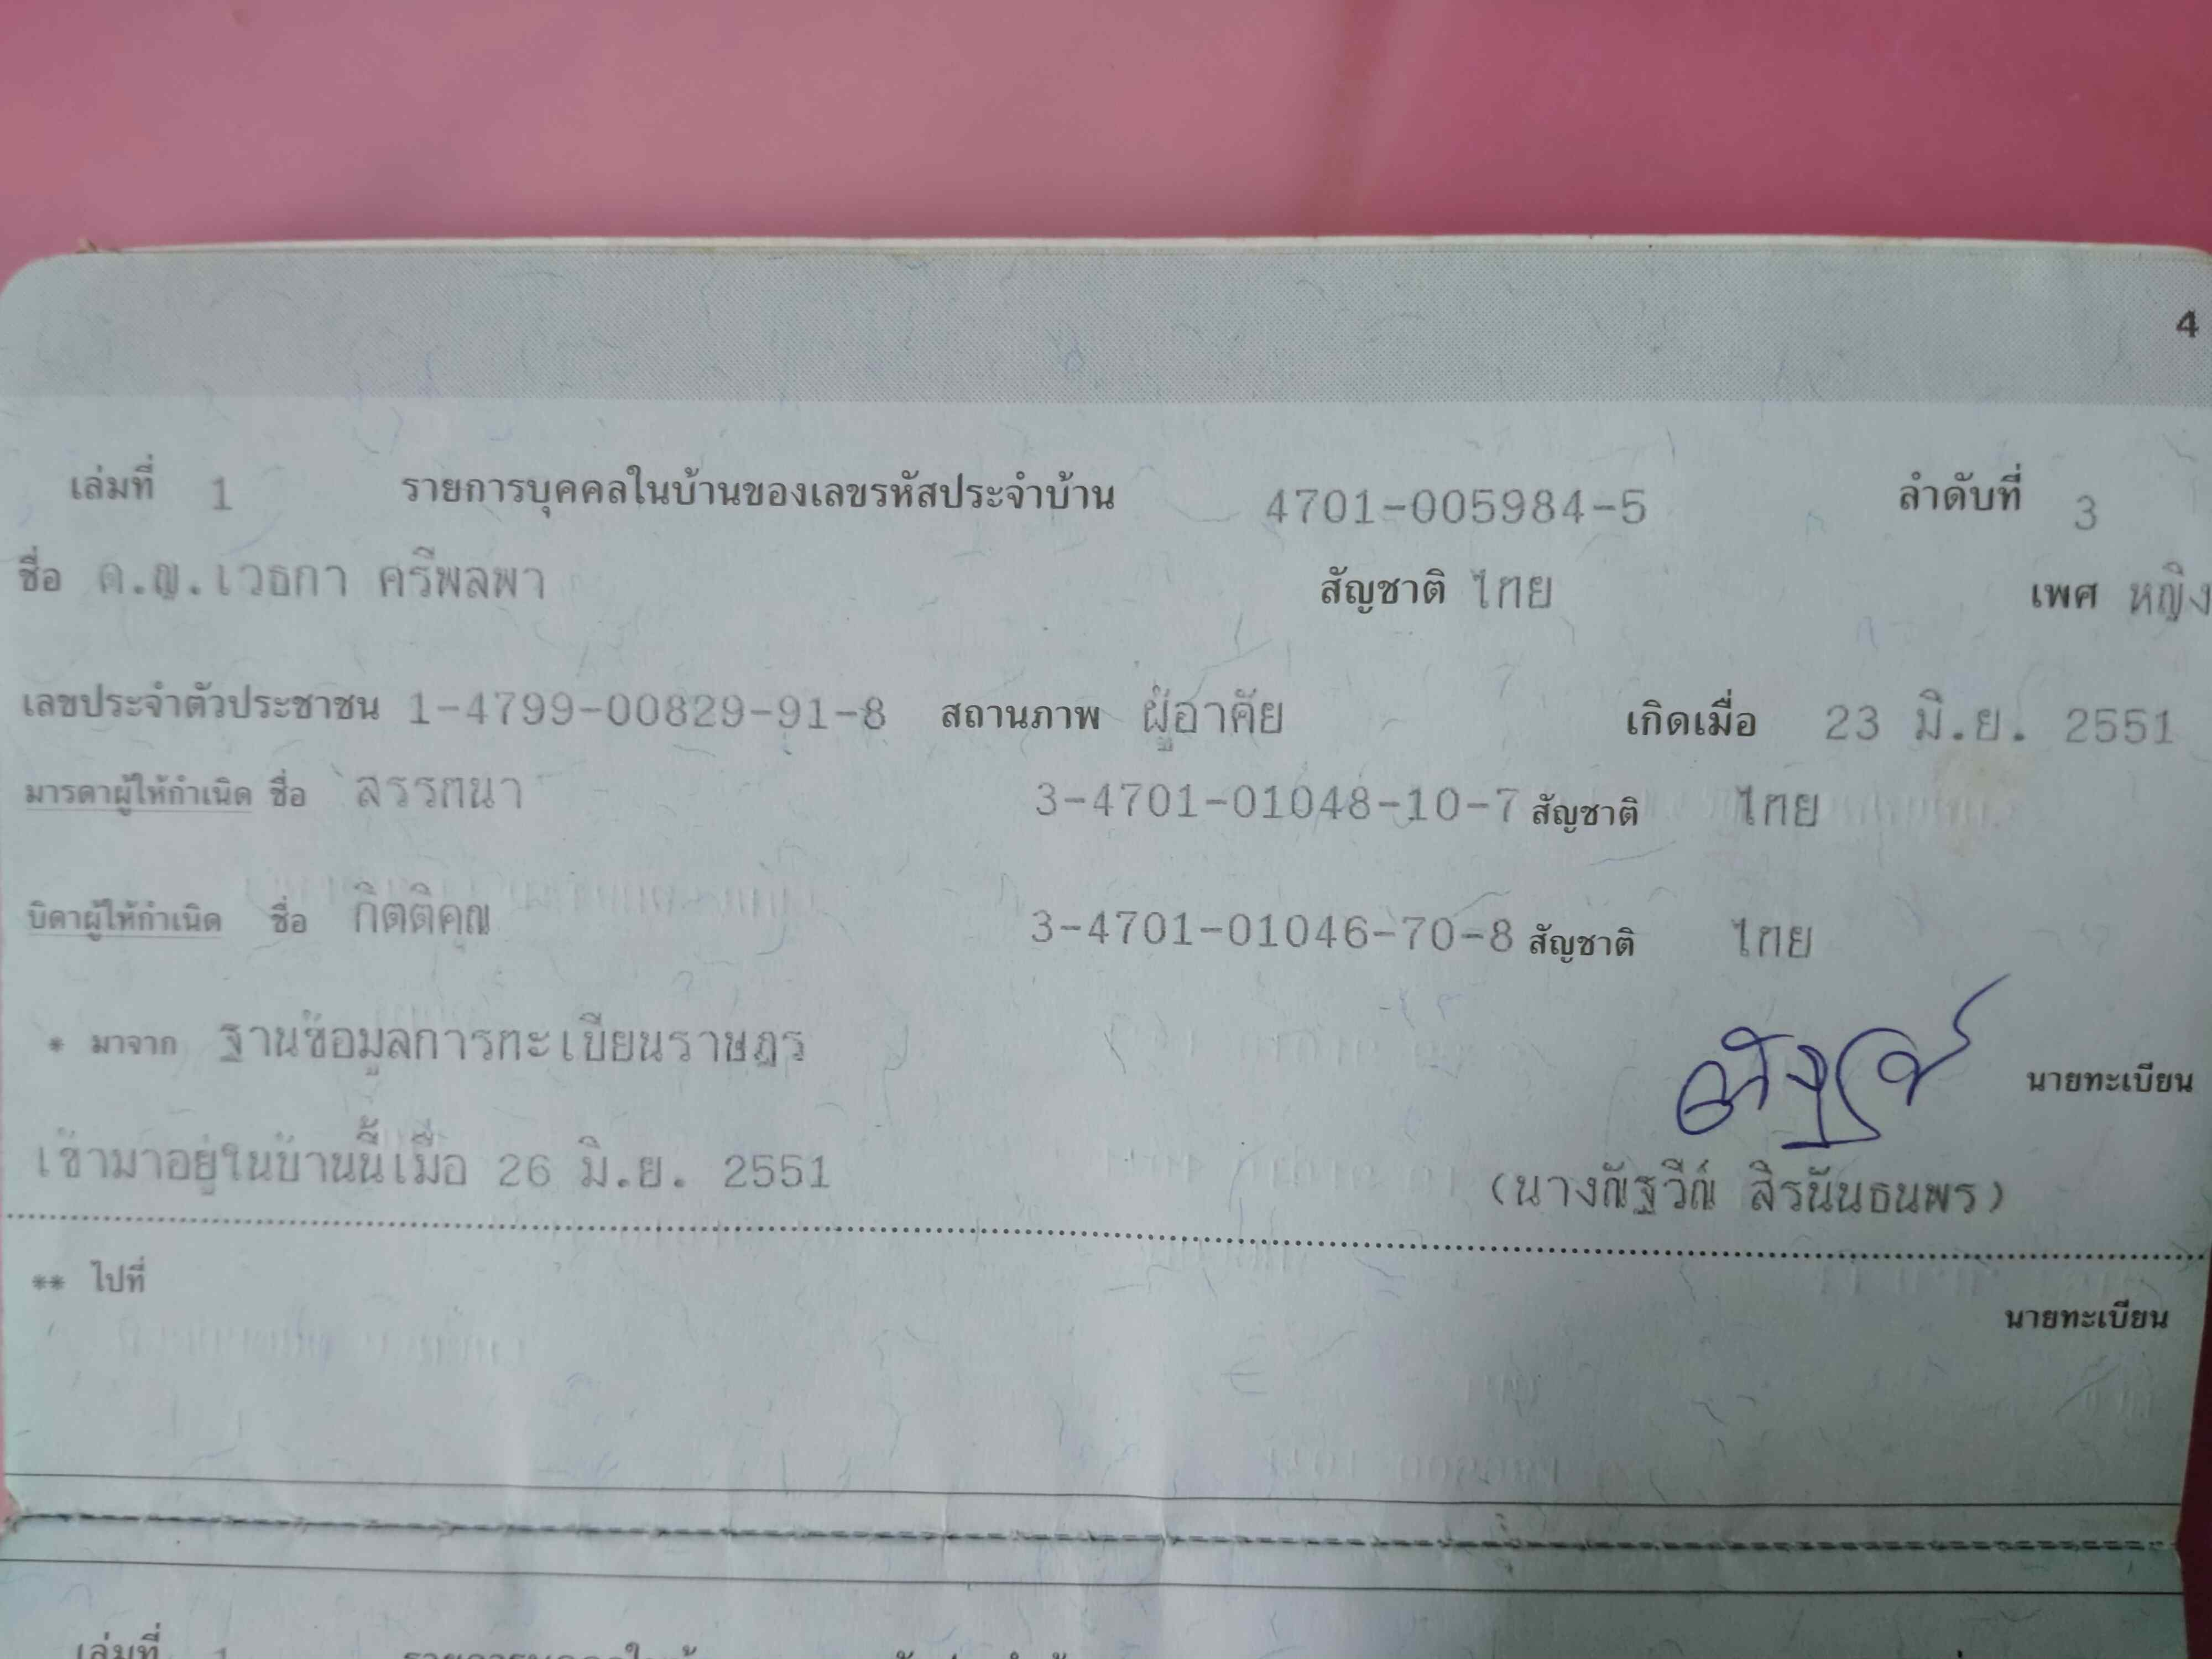 4
เล่มที่ 1 รายการบุคคลในบ้านของเลขรหัสประจำบ้าน 4701-005984-5 ลำดับที่ 3
ชื่อ ด.ญ.เวธกา ศรีพลพา สัญชาติ ไทย เพศ หญิง
เลขประจำตัวประชาชน 1-4799-00829-91-8 สถานภาพ ผู้อาศัย เกิดเมื่อ 23 มิ.ย. 2551
มารดาผู้ให้กำเนิด ชื่อ สรรทนา 3-4701-01048-10-7 สัญชาติ ไทย
บิดาผู้ให้กำเนิด ชื่อ กิตติคุณ 3-4701-01046-70-8 สัญชาติ ไทย
* มาจาก ฐานข้อมูลการทะเบียนราษฎร นายทะเบียน
เข้ามาอยู่ในบ้านนี้เมื่อ 26 มิ.ย. 2551 (นางณัฐวีณ์ สิรนันธนพร)
** ไปที่ นายทะเบียน
เล่มที่ 1